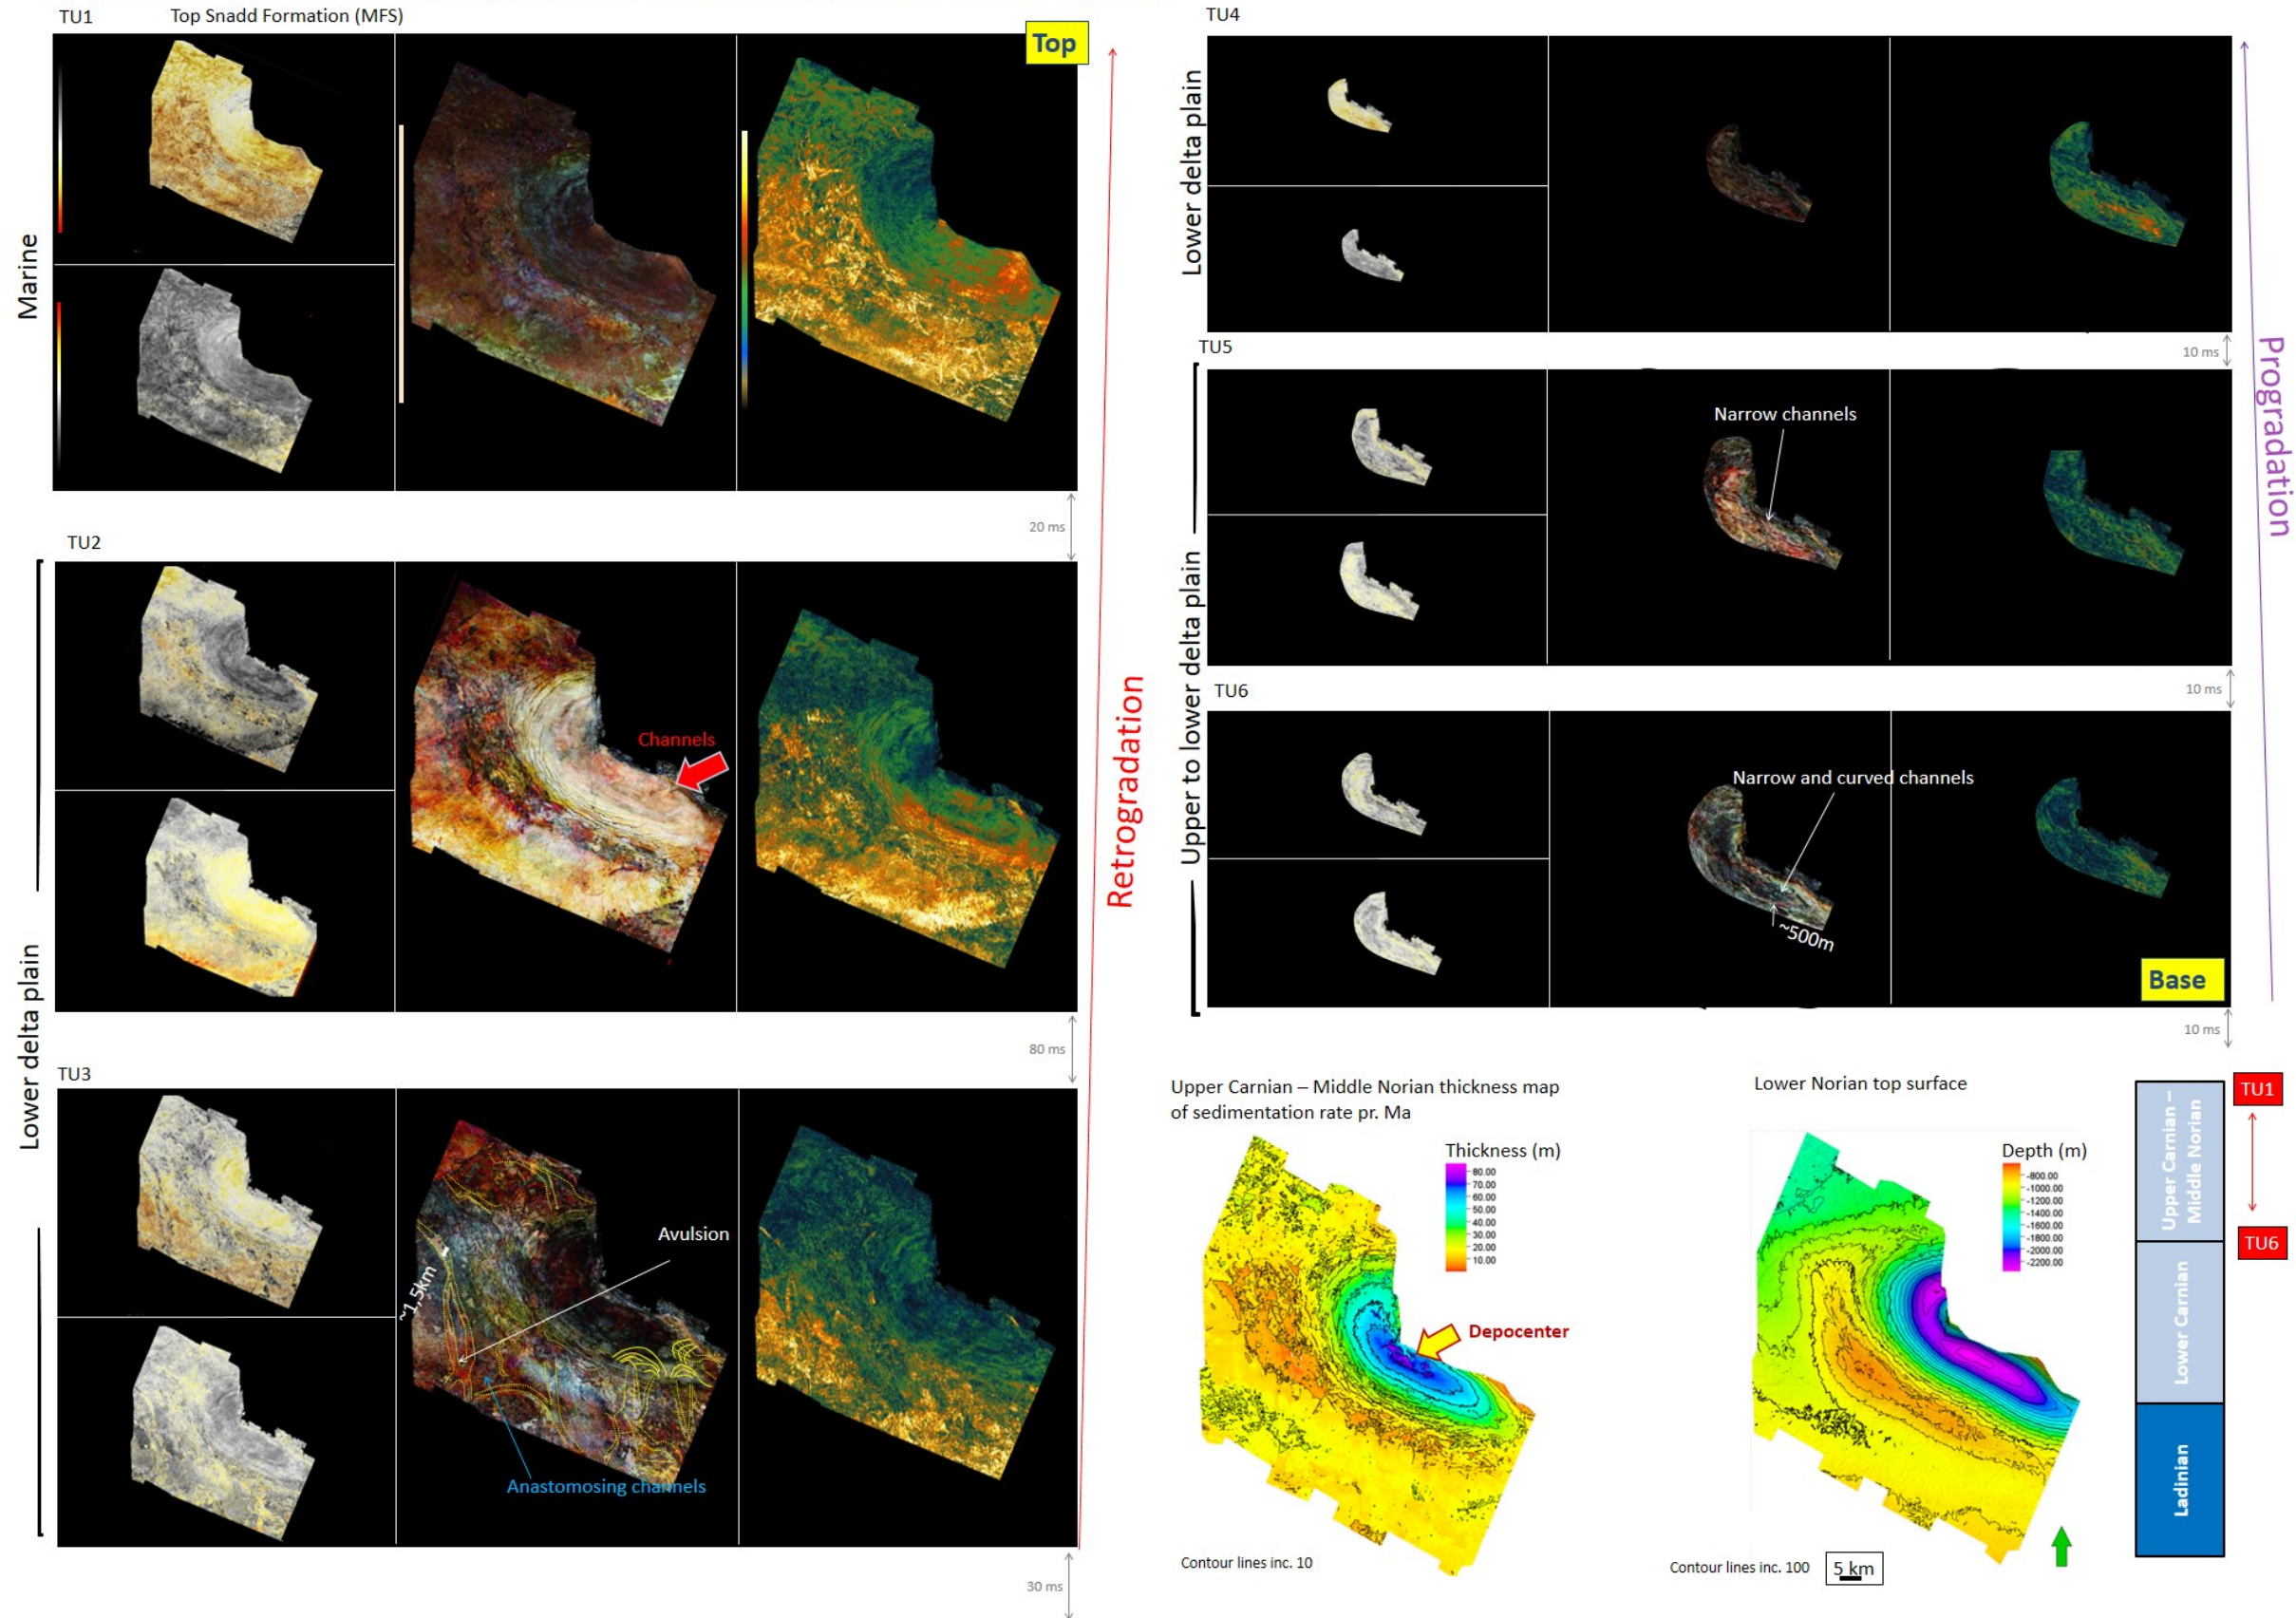 TU1
Top Snadd Formation (MFS)
Top
Marine
20 ms
TU2
Channels
80 ms
Lower delta plain
TU3
Avulsion
~1,5km
Anastomosing channels
30 ms
Retrogradation
TU4
Lower delta plain
10 ms
TU5
Narrow channels
10 ms
Upper to lower delta plain
TU6
Narrow and curved channels
~500m
Base
10 ms
Progradation
Upper Carnian – Middle Norian thickness map
of sedimentation rate pr. Ma
Thickness (m)
80.00
70.00
60.00
50.00
40.00
30.00
20.00
10.00
Depocenter
Contour lines inc. 10
Lower Norian top surface
Depth (m)
-800.00
-1000.00
-1200.00
-1400.00
-1600.00
-1800.00
-2000.00
-2200.00
Contour lines inc. 100
5 km
Upper Carnian –
Middle Norian
Lower Carnian
Ladinian
TU1
TU6